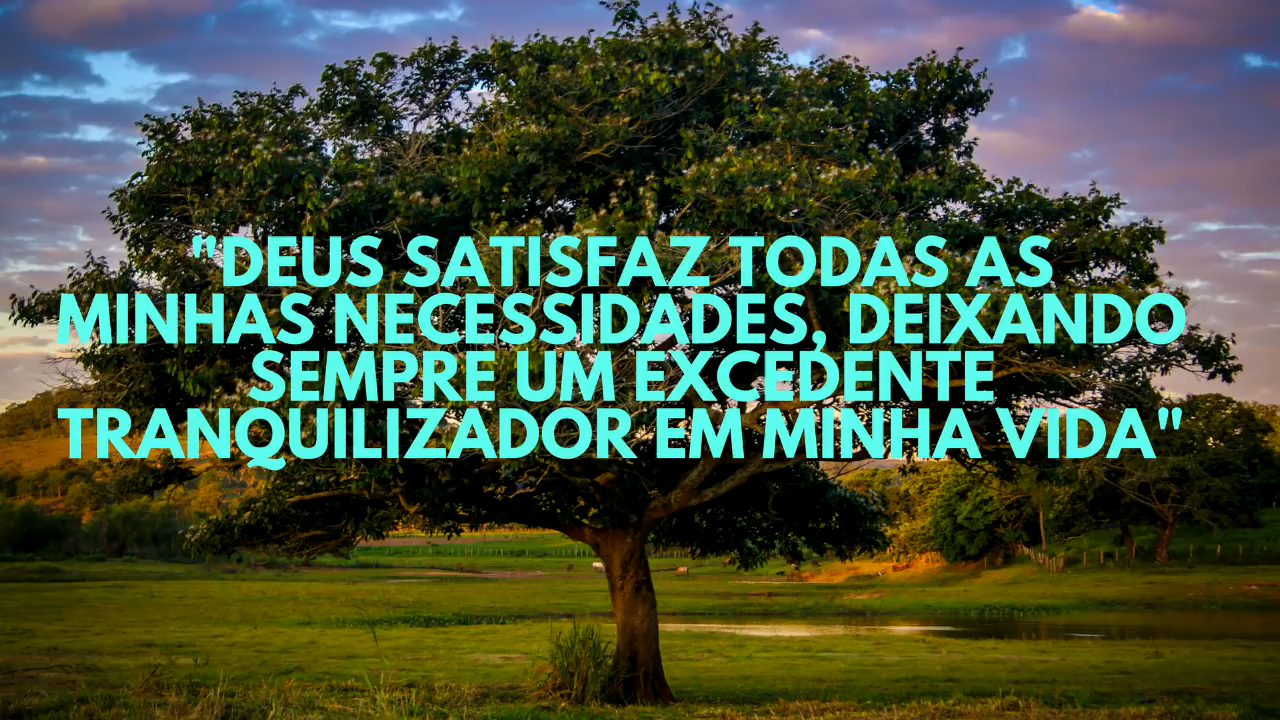 "DEUS SATISFAZ TODAS AS
MINHAS NECESSIDADES, DEIXANDO
SEMPRE UM EXCEDENTE
TRANQUILIZADOR EM MINHA VIDA"